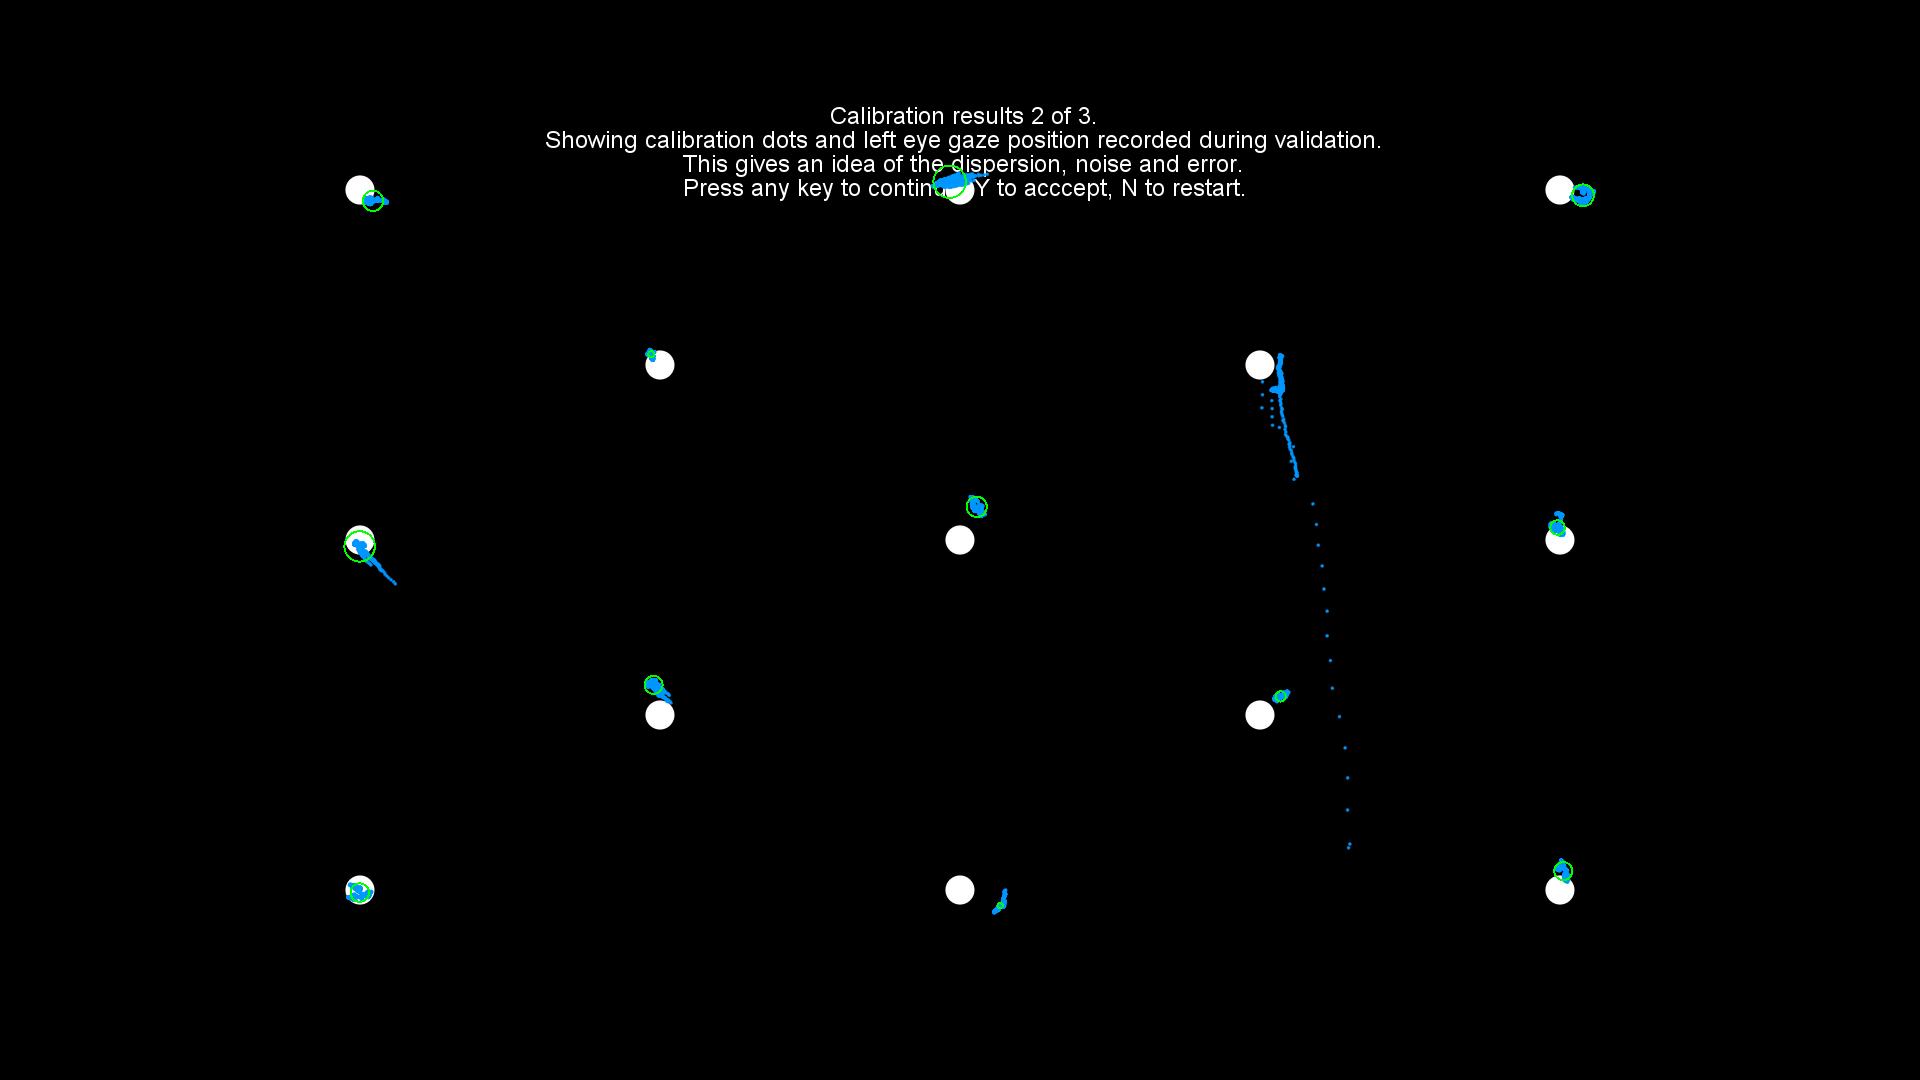 Calibration results 2 of 3.
Showing calibration dots and left eye gaze position recorded during validation.
This gives an idea of the dispersion, noise and error.
Press any key to contin Y to acccept, N to restart.